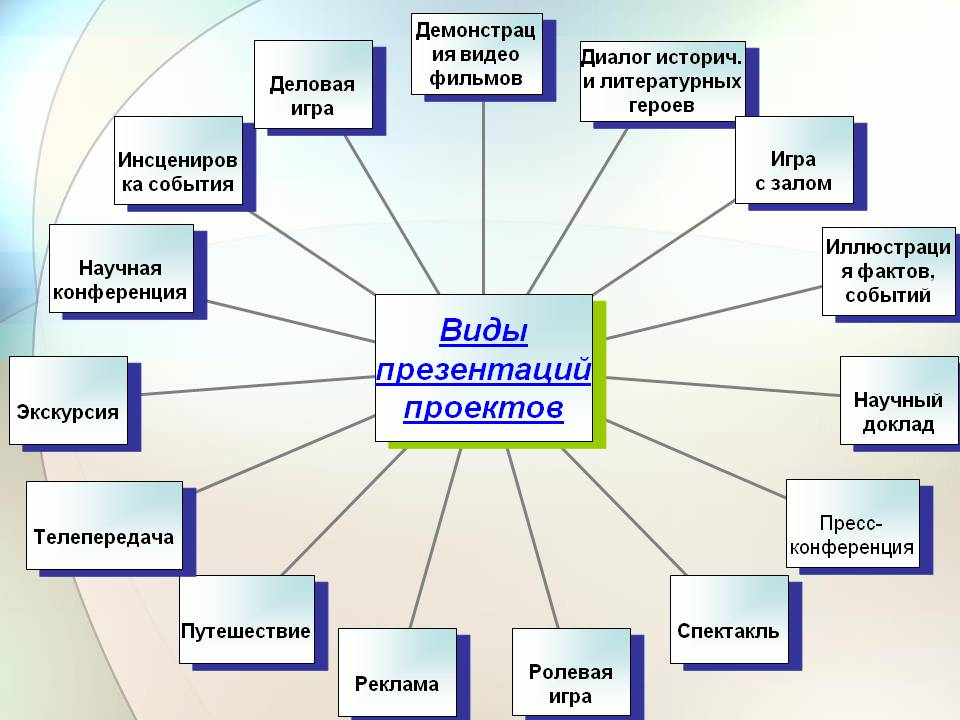 Виды
презентаций
проектов
Демонстрац
ия видео
фильмов
Диалог историч.
и литературных
героев
Игра
с залом
Иллюстраци
я фактов,
событий
Научный
доклад
Пресс-
конференция
Спектакль
Ролевая
игра
Реклама
Путешествие
Телепередача
Экскурсия
Научная
конференция
Инсцениров
ка события
Деловая
игра